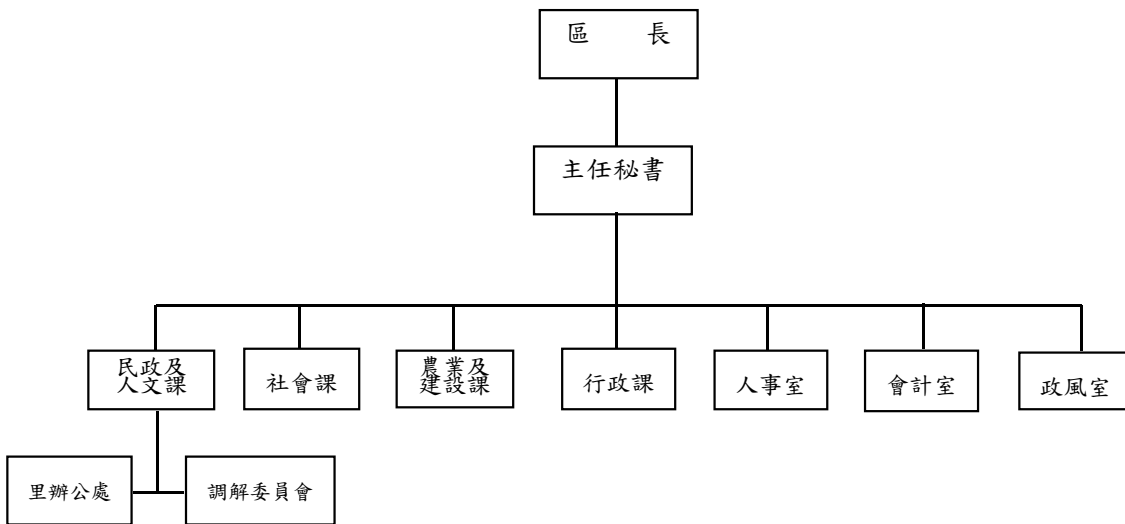 區 長
主任秘書
民政及
人文課
社會課
農業及
建設課
行政課
人事室
會計室
政風室
里辦公處
調解委員會